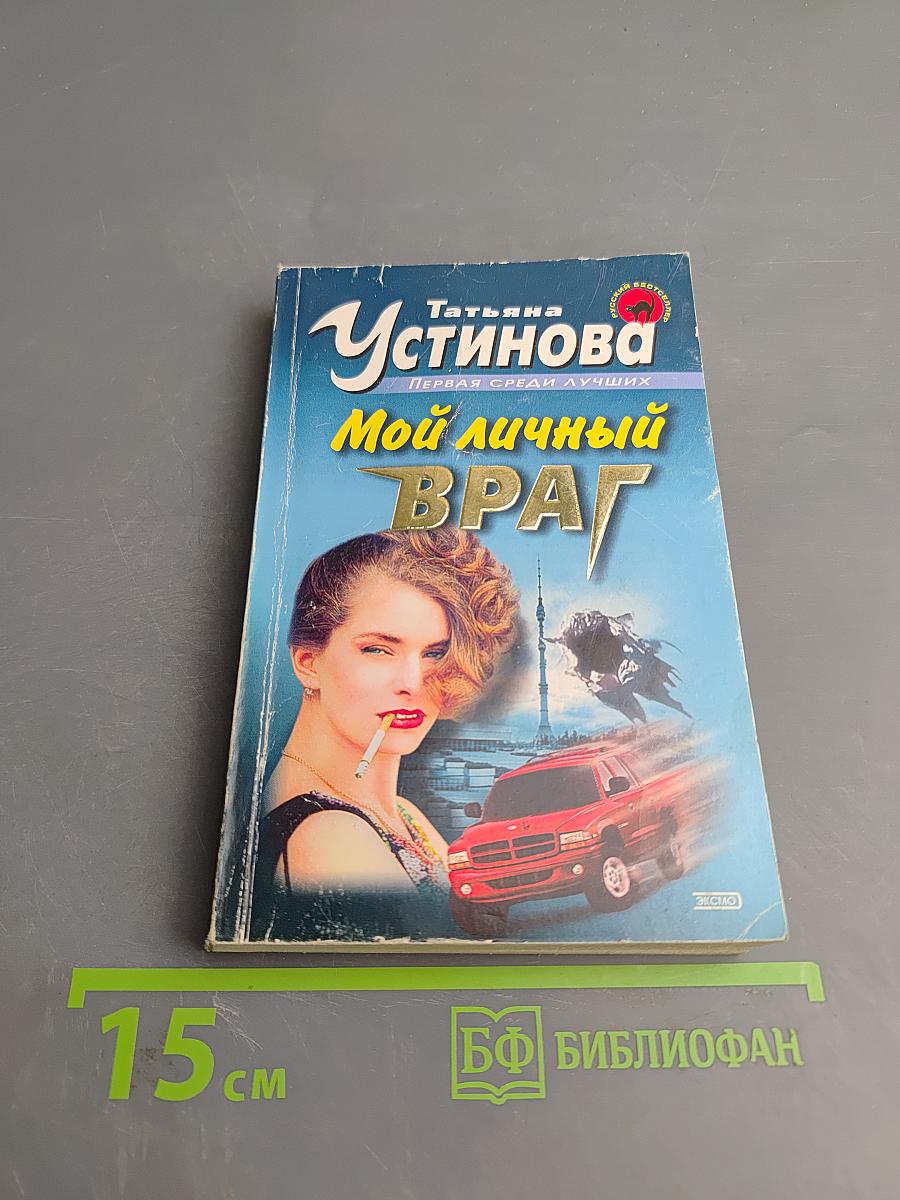 Татьяна
РУССКИЙ БЕСТСЕЛЛЕР
Устинова
Первая среди лучших
Мой личный
ВРАГ
ЭКСМО
15 см
БФ БИБЛИОФАН